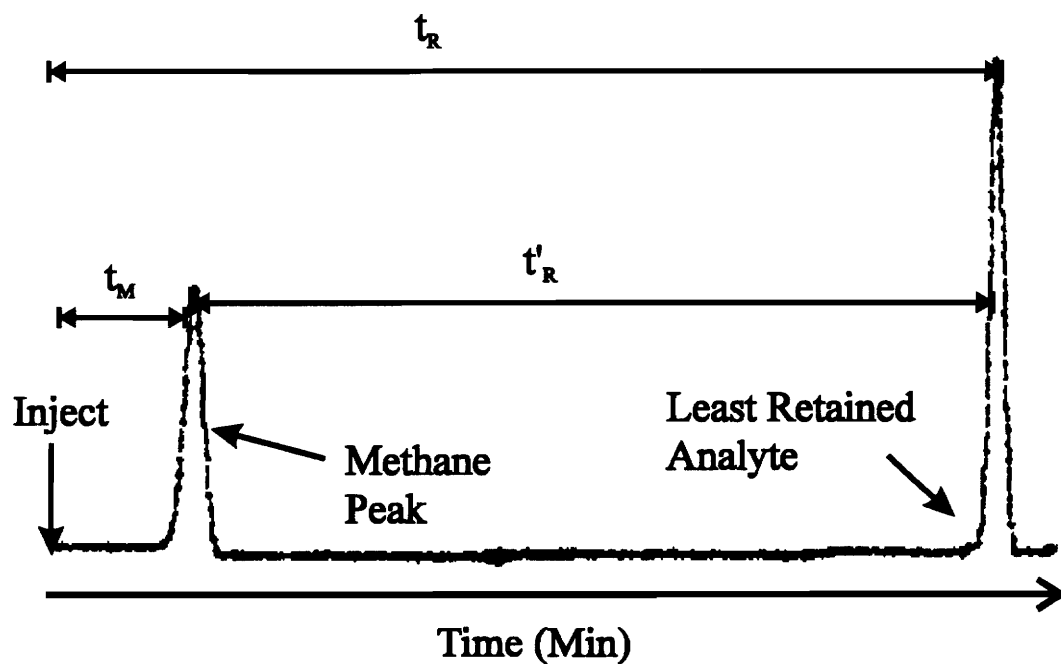 t_R
t'_R
t_M
Inject
Least Retained
Analyte
Methane
Peak
Time (Min)